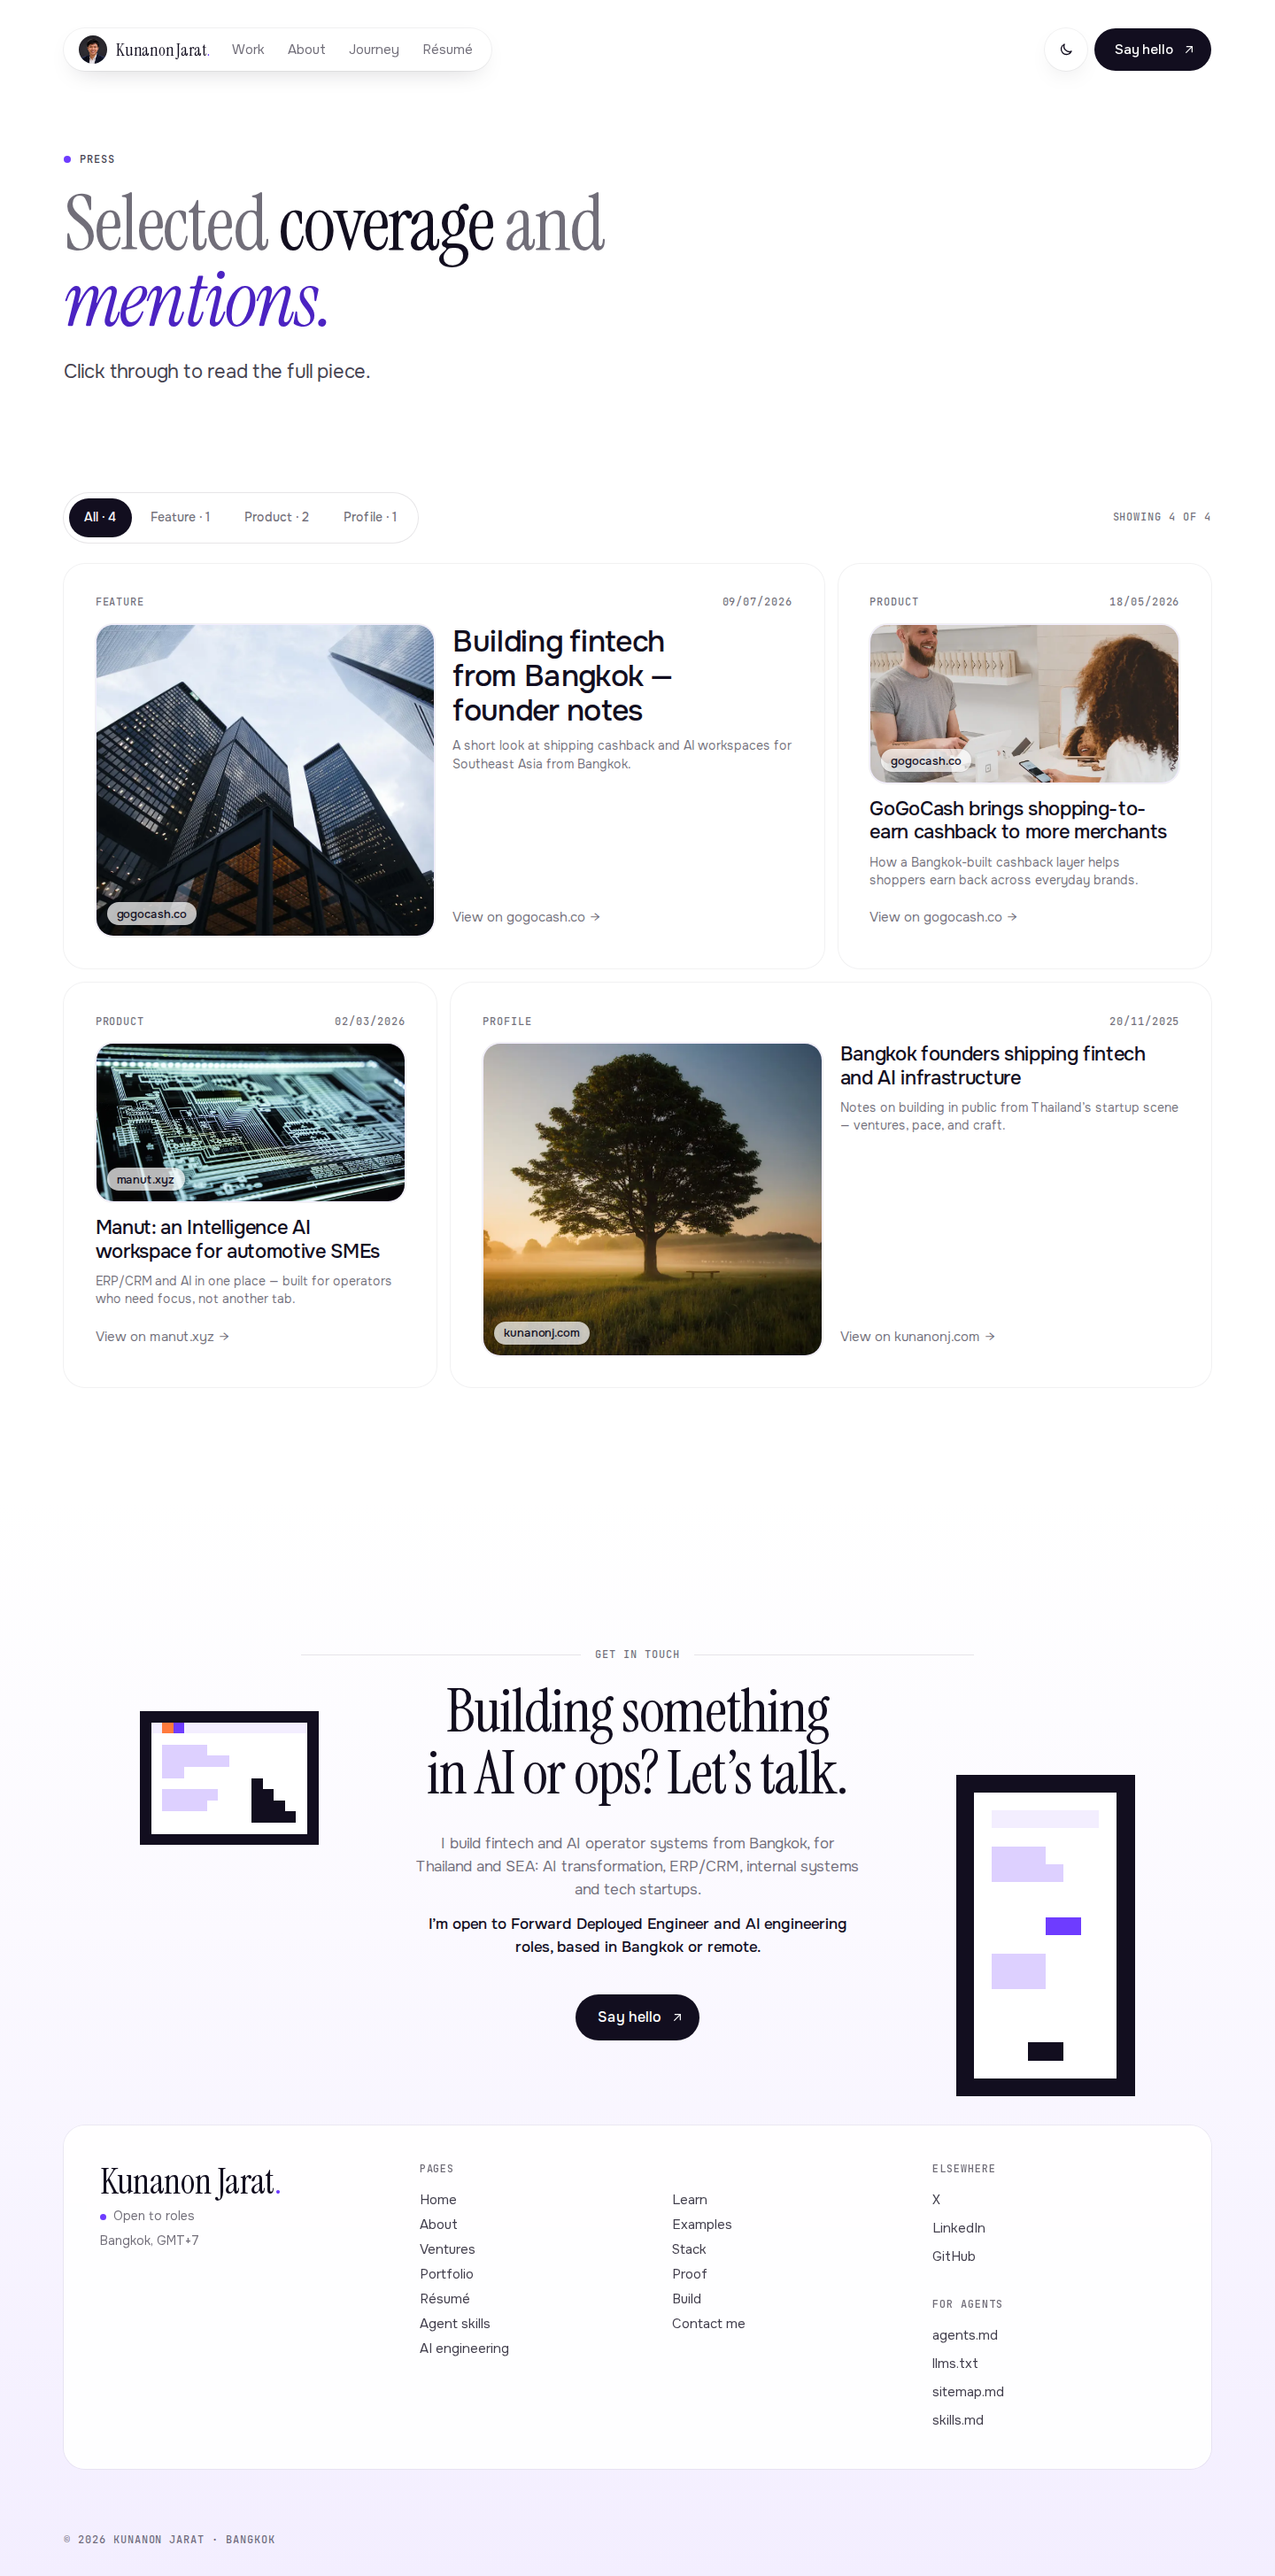 Kunanon Jarat.
Work
About
Journey
Résumé
Say hello
PRESS
Selected coverage and
mentions.
Click through to read the full piece.
All · 4
Feature · 1
Product · 2
Profile · 1
SHOWING 4 OF 4
FEATURE
09/07/2026
gogocash.co
Building fintech
from Bangkok —
founder notes
A short look at shipping cashback and AI workspaces for
Southeast Asia from Bangkok.
View on gogocash.co →
PRODUCT
18/05/2026
gogocash.co
GoGoCash brings shopping-to-
earn cashback to more merchants
How a Bangkok-built cashback layer helps
shoppers earn back across everyday brands.
View on gogocash.co →
PRODUCT
02/03/2026
manut.xyz
Manut: an Intelligence AI
workspace for automotive SMEs
ERP/CRM and AI in one place — built for operators
who need focus, not another tab.
View on manut.xyz →
PROFILE
20/11/2025
kunanonj.com
Bangkok founders shipping fintech
and AI infrastructure
Notes on building in public from Thailand's startup scene
— ventures, pace, and craft.
View on kunanonj.com →
GET IN TOUCH
Building something
in AI or ops? Let's talk.
I build fintech and AI operator systems from Bangkok, for
Thailand and SEA: AI transformation, ERP/CRM, internal systems
and tech startups.
I'm open to Forward Deployed Engineer and AI engineering
roles, based in Bangkok or remote.
Say hello
Kunanon Jarat.
Open to roles
Bangkok, GMT+7
PAGES
Home
About
Ventures
Portfolio
Résumé
Agent skills
AI engineering
Learn
Examples
Stack
Proof
Build
Contact me
ELSEWHERE
X
LinkedIn
GitHub
FOR AGENTS
agents.md
llms.txt
sitemap.md
skills.md
© 2026 KUNANON JARAT · BANGKOK